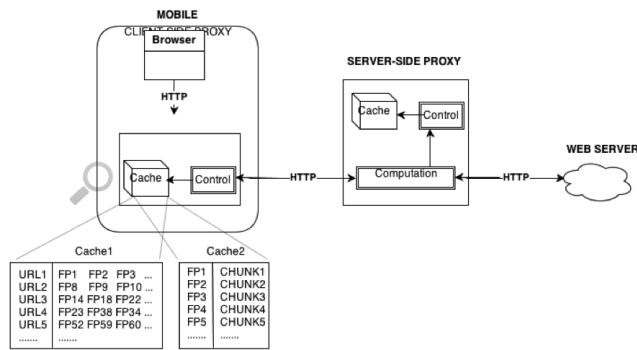 MOBILE
CLIENT-SIDE PROXY
Browser
HTTP
Cache
Control
HTTP
SERVER-SIDE PROXY
Cache
Control
Computation
HTTP
WEB SERVER
Cache1
URL1 FP1 FP2 FP3 ...
URL2 FP8 FP9 FP10 ...
URL3 FP14 FP18 FP22 ...
URL4 FP23 FP38 FP34 ...
URL5 FP52 FP59 FP60 ...
....... .......
Cache2
FP1 CHUNK1
FP2 CHUNK2
FP3 CHUNK3
FP4 CHUNK4
FP5 CHUNK5
....... .......